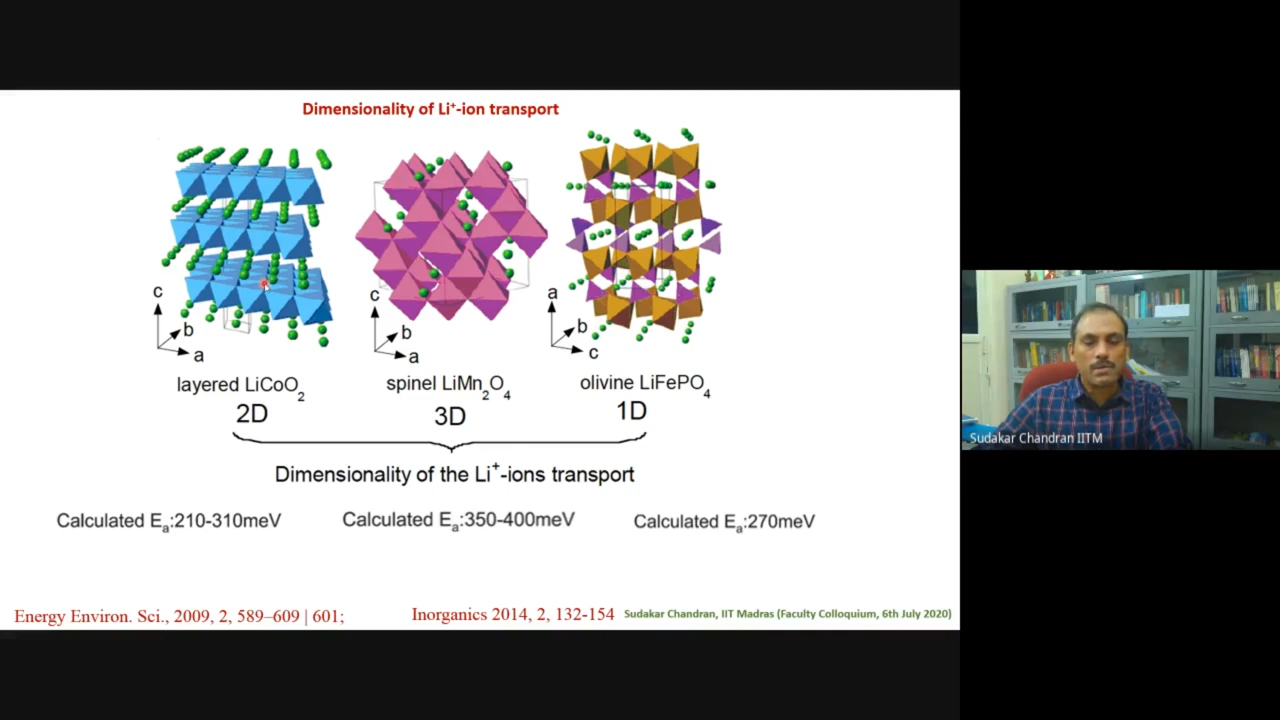 Dimensionality of Li⁺-ion transport
c
b
a
c
b
a
a
b
c
layered LiCoO₂
spinel LiMn₂O₄
olivine LiFePO₄
2D
3D
1D
Dimensionality of the Li⁺-ions transport
Calculated Eₐ:210-310meV
Calculated Eₐ:350-400meV
Calculated Eₐ:270meV
Energy Environ. Sci., 2009, 2, 589–609 | 601;
Inorganics 2014, 2, 132-154
Sudakar Chandran, IIT Madras (Faculty Colloquium, 6th July 2020)
Sudakar Chandran IITM